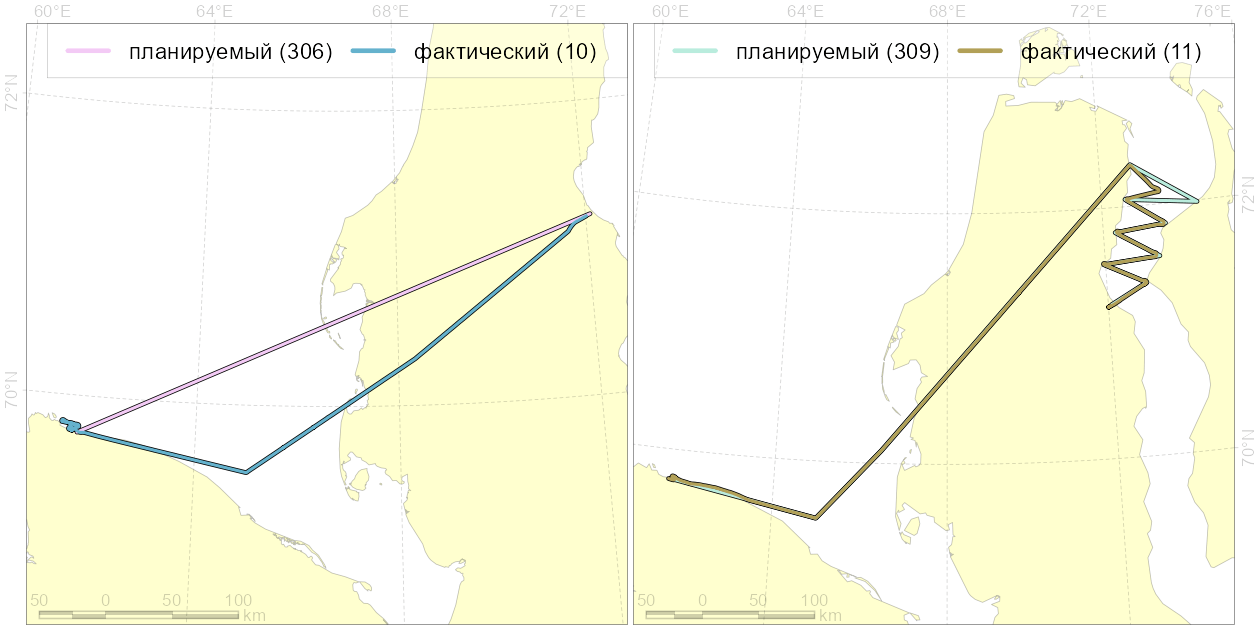 60°E 64°E 68°E 72°E
планируемый (306) фактический (10)
72°N
70°N
50 0 50 100
km
60°E 64°E 68°E 72°E 76°E
планируемый (309) фактический (11)
72°N
70°N
50 0 50 100
km